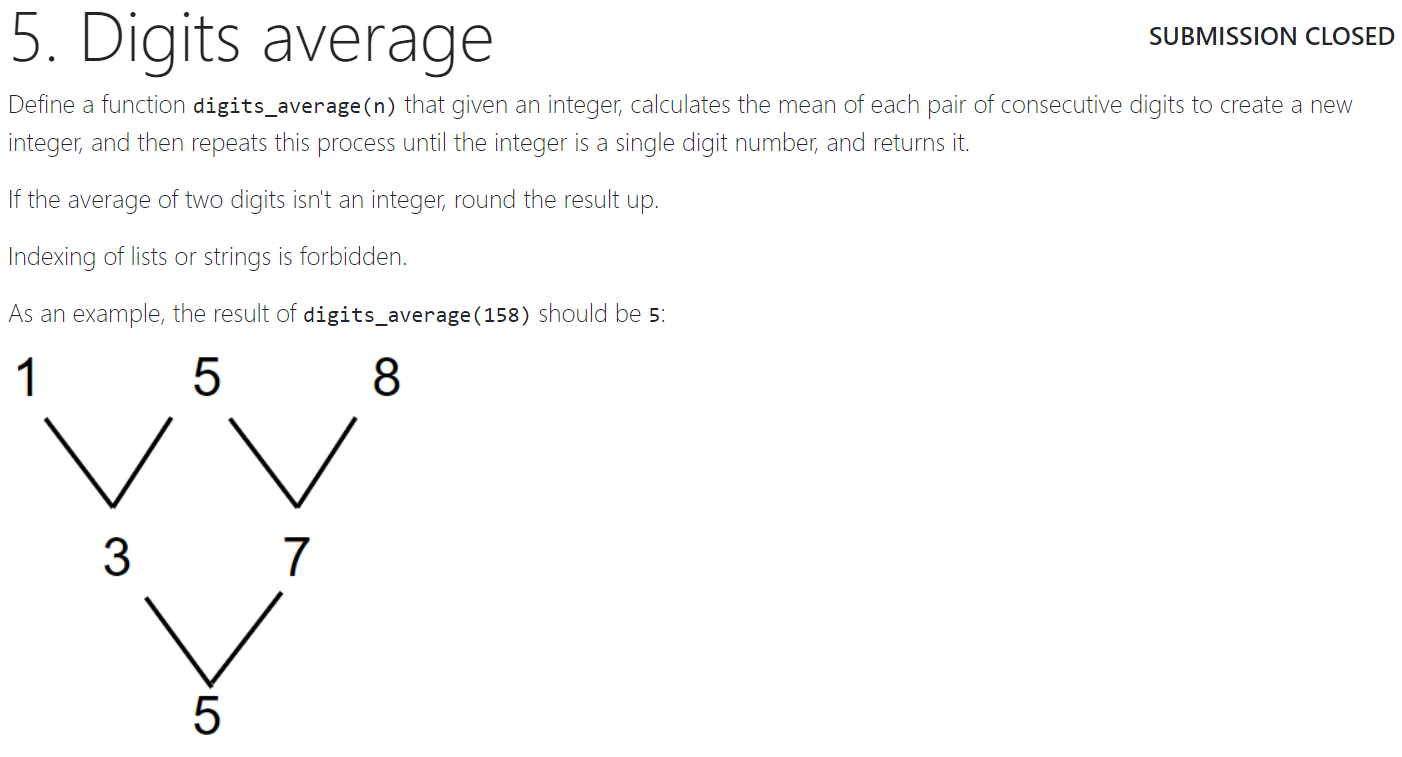 5. Digits average
SUBMISSION CLOSED
Define a function digits_average(n) that given an integer, calculates the mean of each pair of consecutive digits to create a new
integer, and then repeats this process until the integer is a single digit number, and returns it.
If the average of two digits isn't an integer, round the result up.
Indexing of lists or strings is forbidden.
As an example, the result of digits_average(158) should be 5:
1 5 8
3 7
5